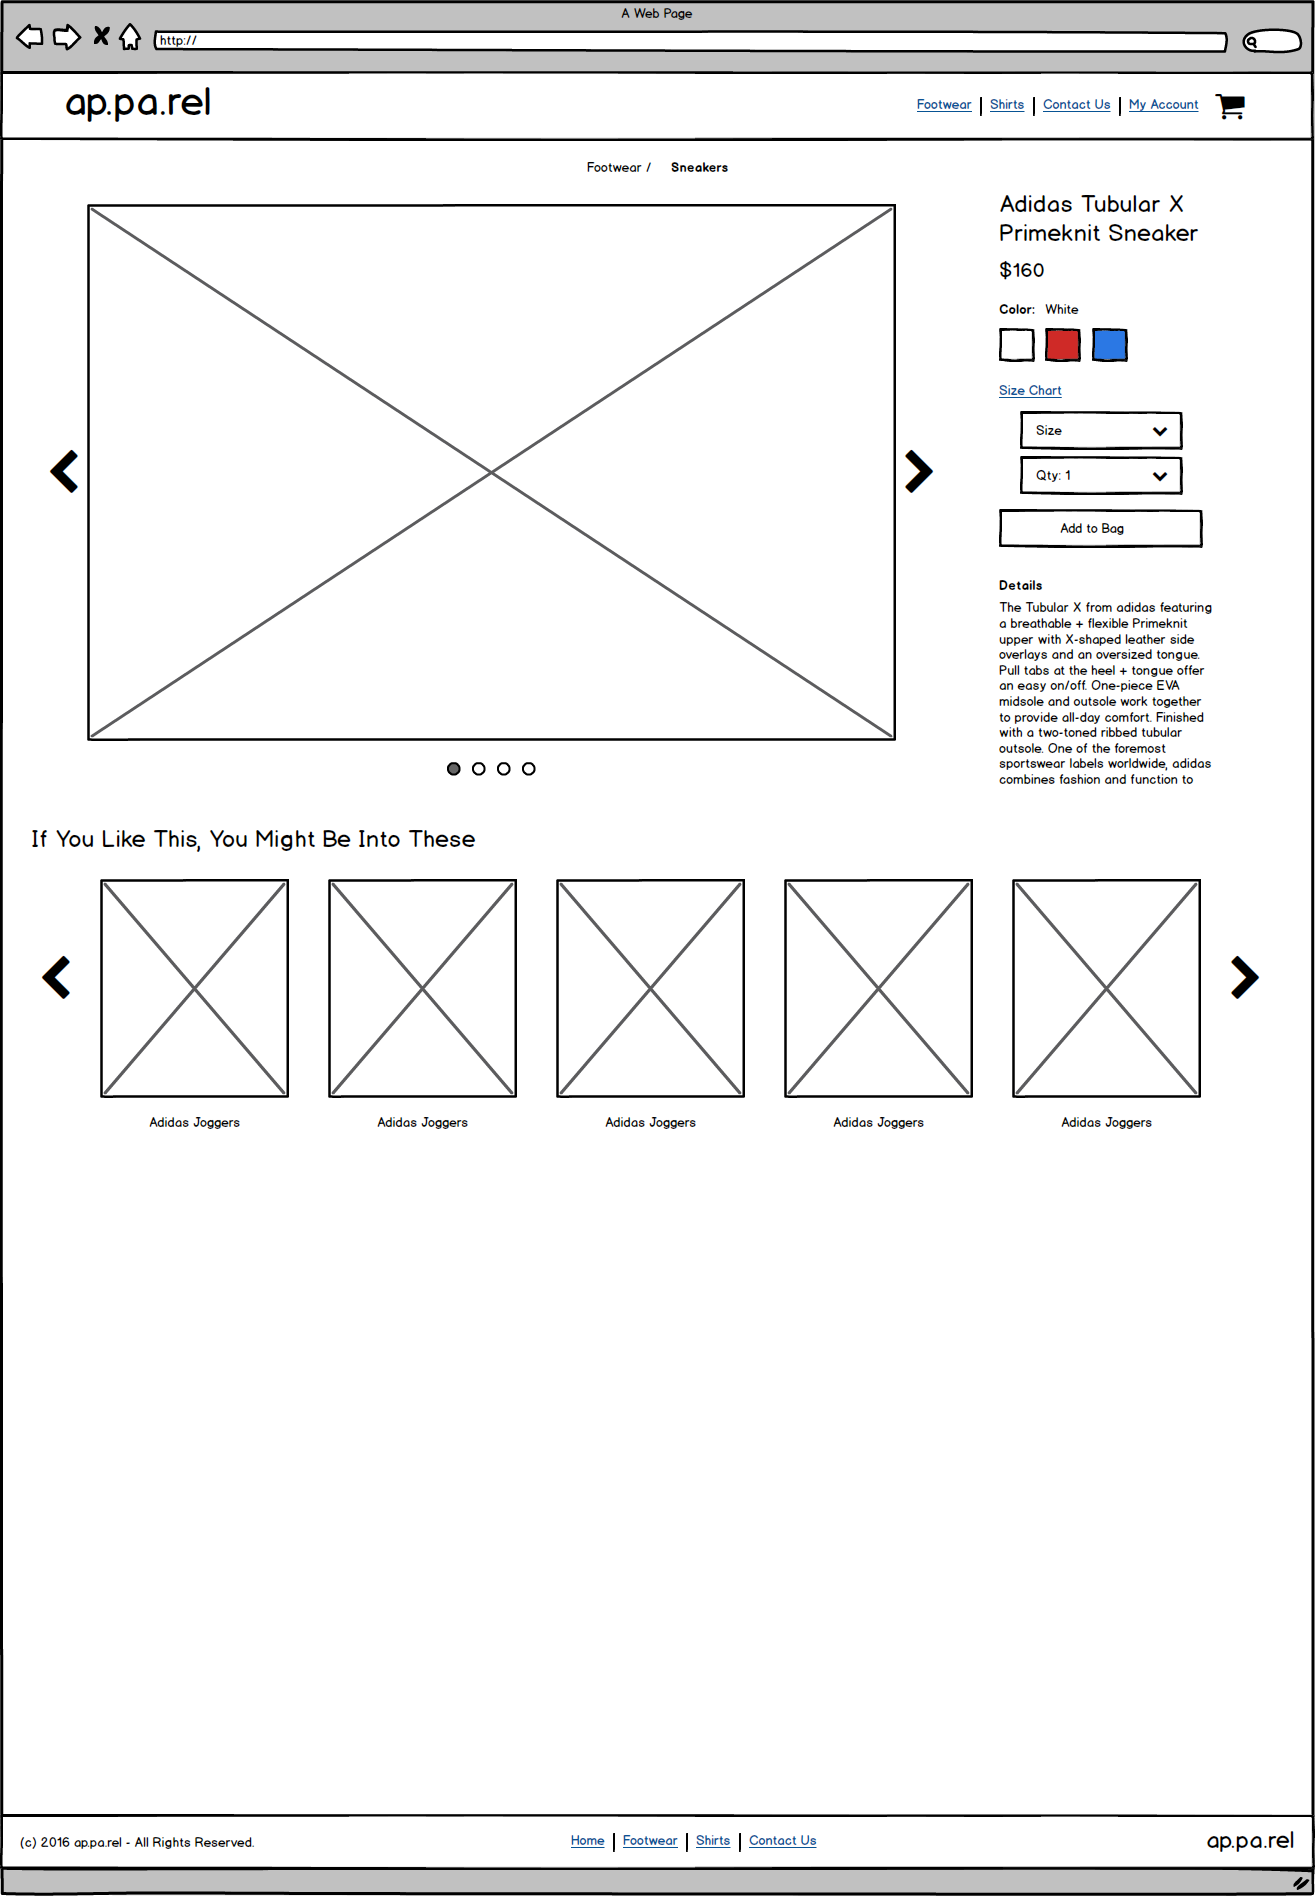 A Web Page
http://
ap.pa.rel
Footwear | Shirts | Contact Us | My Account
Footwear / Sneakers
Adidas Tubular X
Primeknit Sneaker
$160
Color: White
Size Chart
Size
Qty: 1
Add to Bag
Details
The Tubular X from adidas featuring
a breathable + flexible Primeknit
upper with X-shaped leather side
overlays and an oversized tongue.
Pull tabs at the heel + tongue offer
an easy on/off. One-piece EVA
midsole and outsole work together
to provide all-day comfort. Finished
with a two-toned ribbed tubular
outsole. One of the foremost
sportswear labels worldwide, adidas
combines fashion and function to
If You Like This, You Might Be Into These
Adidas Joggers
Adidas Joggers
Adidas Joggers
Adidas Joggers
Adidas Joggers
(c) 2016 ap.pa.rel - All Rights Reserved.
Home | Footwear | Shirts | Contact Us
ap.pa.rel